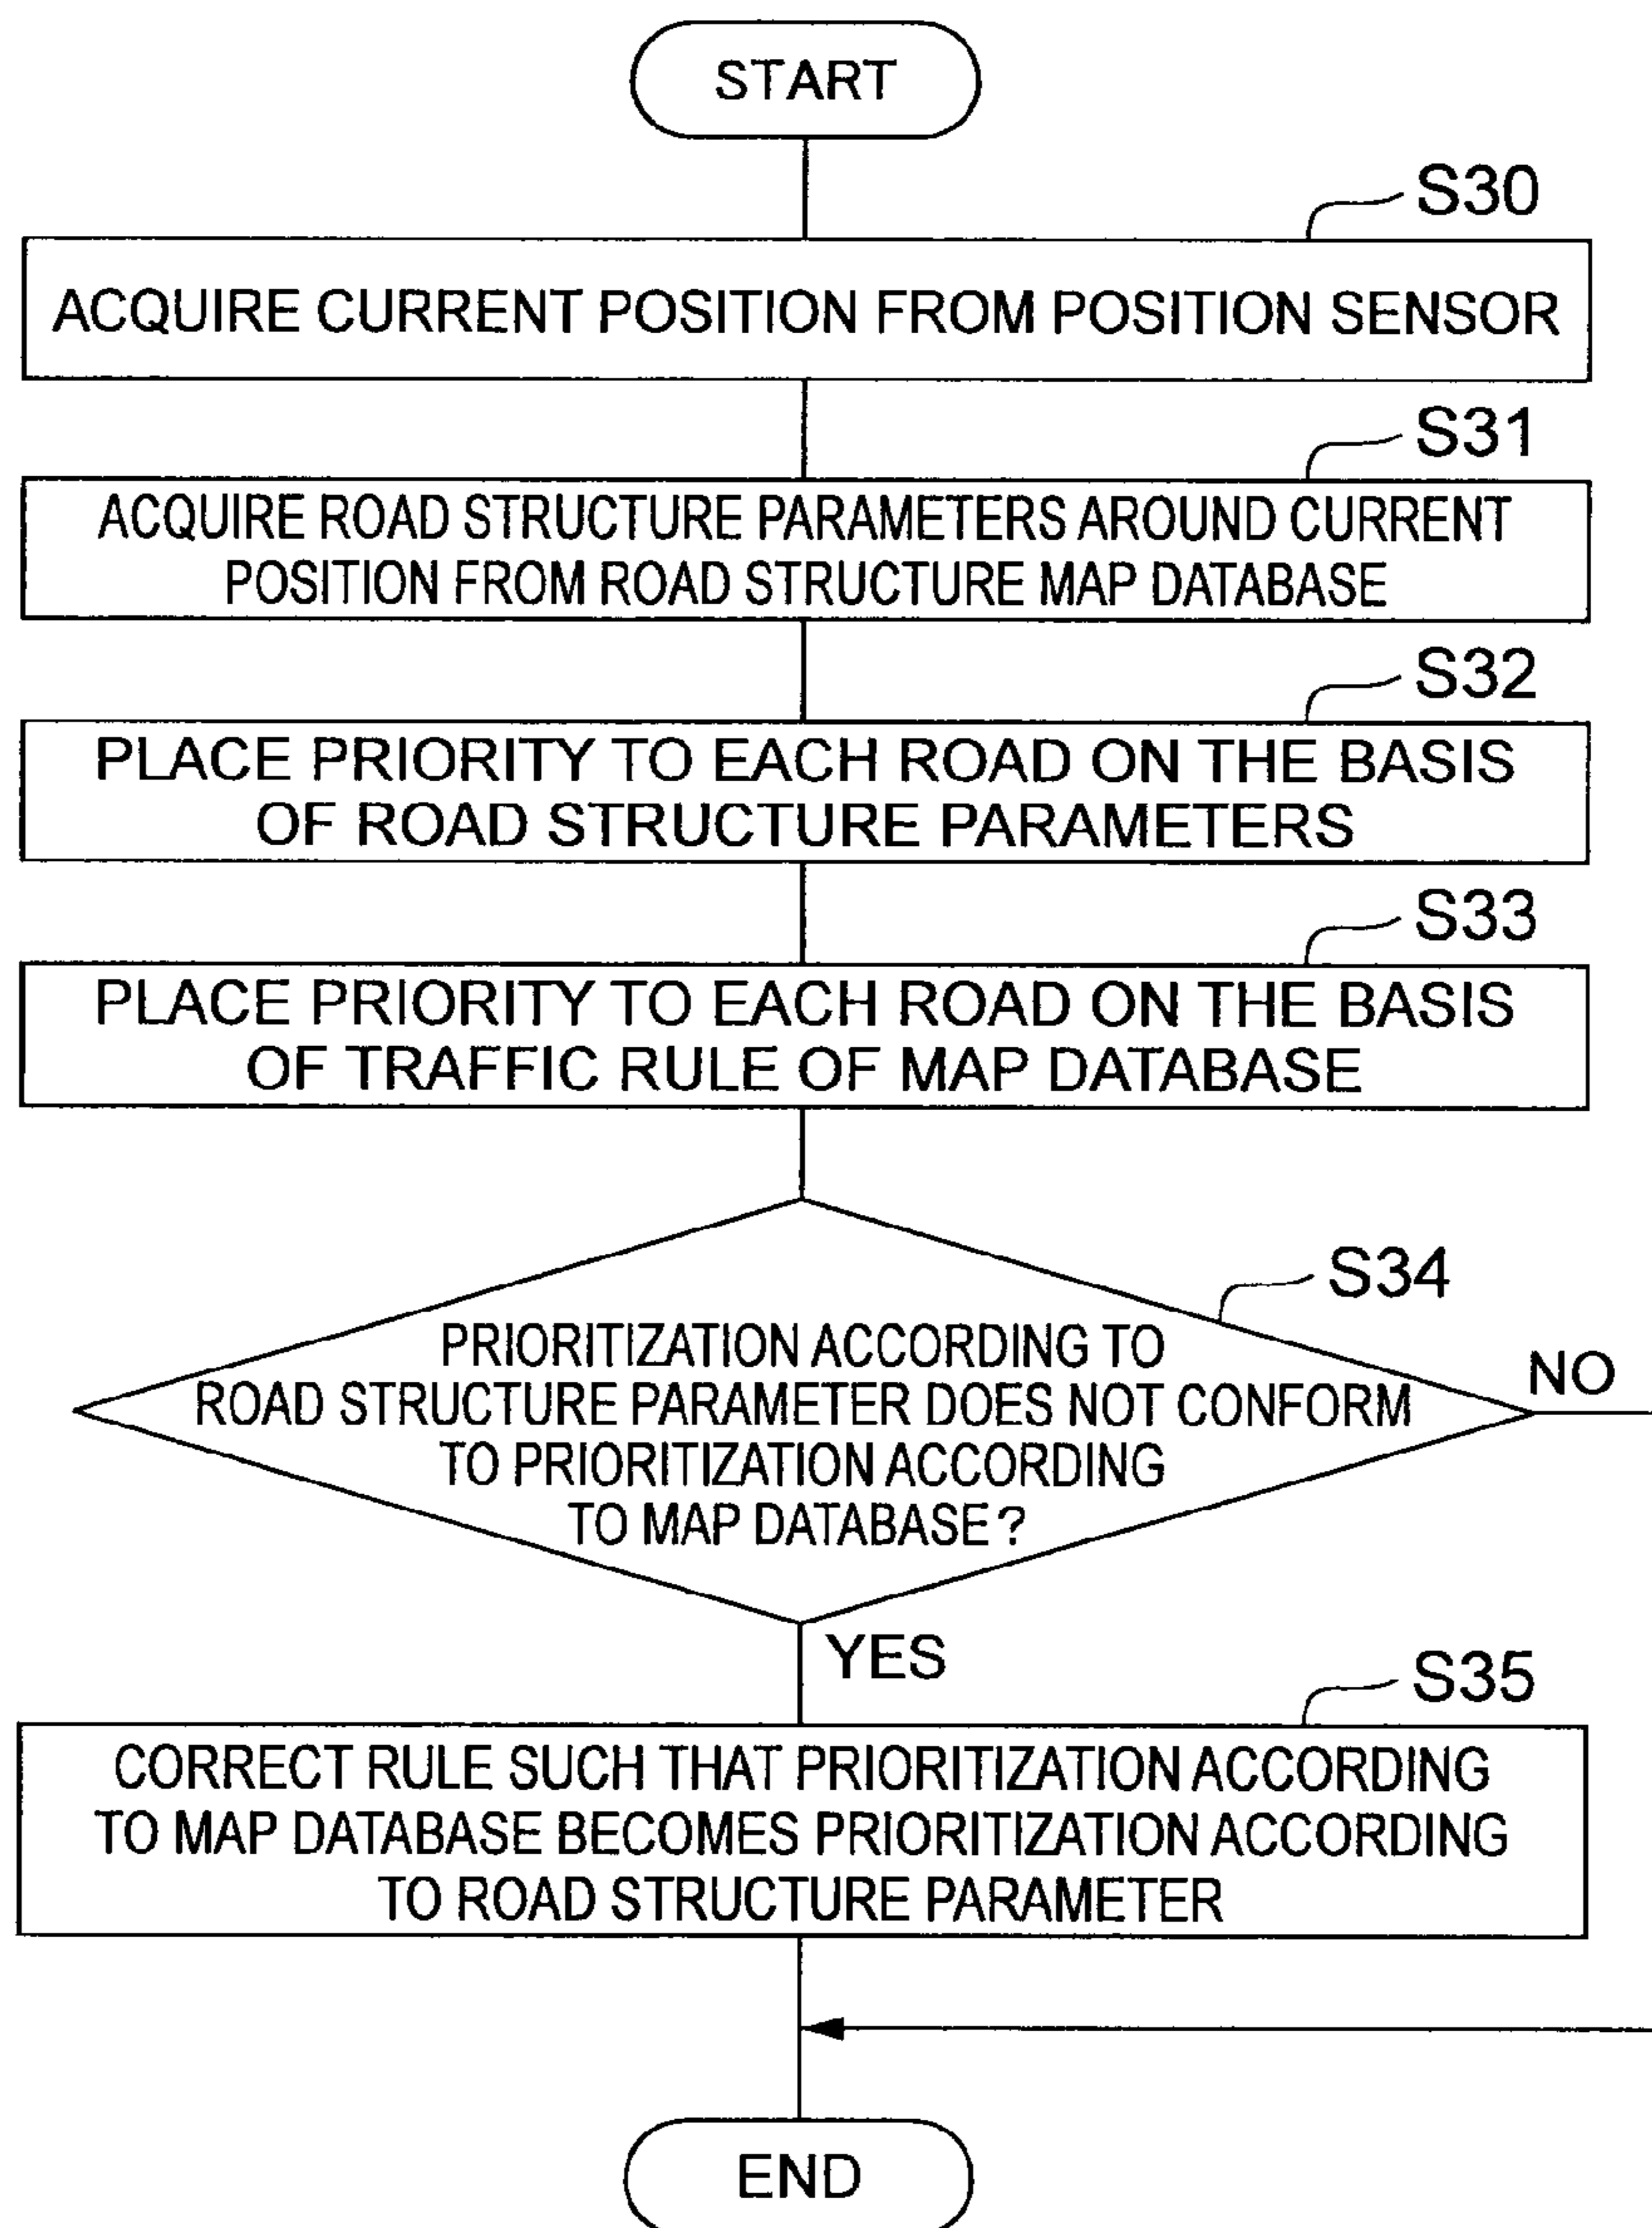 START
S30
ACQUIRE CURRENT POSITION FROM POSITION SENSOR
S31
ACQUIRE ROAD STRUCTURE PARAMETERS AROUND CURRENT
POSITION FROM ROAD STRUCTURE MAP DATABASE
S32
PLACE PRIORITY TO EACH ROAD ON THE BASIS
OF ROAD STRUCTURE PARAMETERS
S33
PLACE PRIORITY TO EACH ROAD ON THE BASIS
OF TRAFFIC RULE OF MAP DATABASE
S34
PRIORITIZATION ACCORDING TO
ROAD STRUCTURE PARAMETER DOES NOT CONFORM
TO PRIORITIZATION ACCORDING
TO MAP DATABASE ?
NO
YES
S35
CORRECT RULE SUCH THAT PRIORITIZATION ACCORDING
TO MAP DATABASE BECOMES PRIORITIZATION ACCORDING
TO ROAD STRUCTURE PARAMETER
END